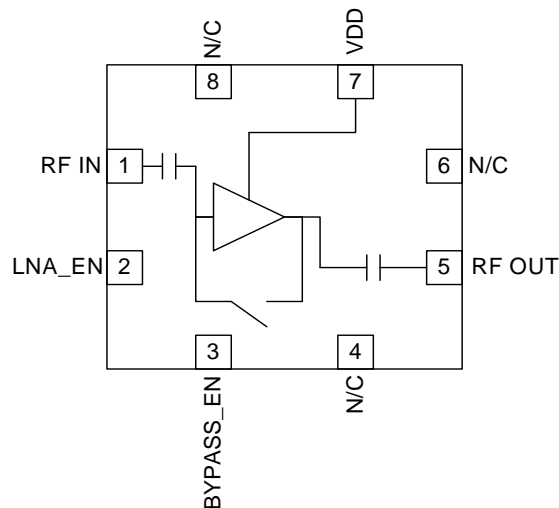 N/C
VDD
8
7
RF IN
1
6
N/C
LNA_EN
2
5
RF OUT
3
4
BYPASS_EN
N/C